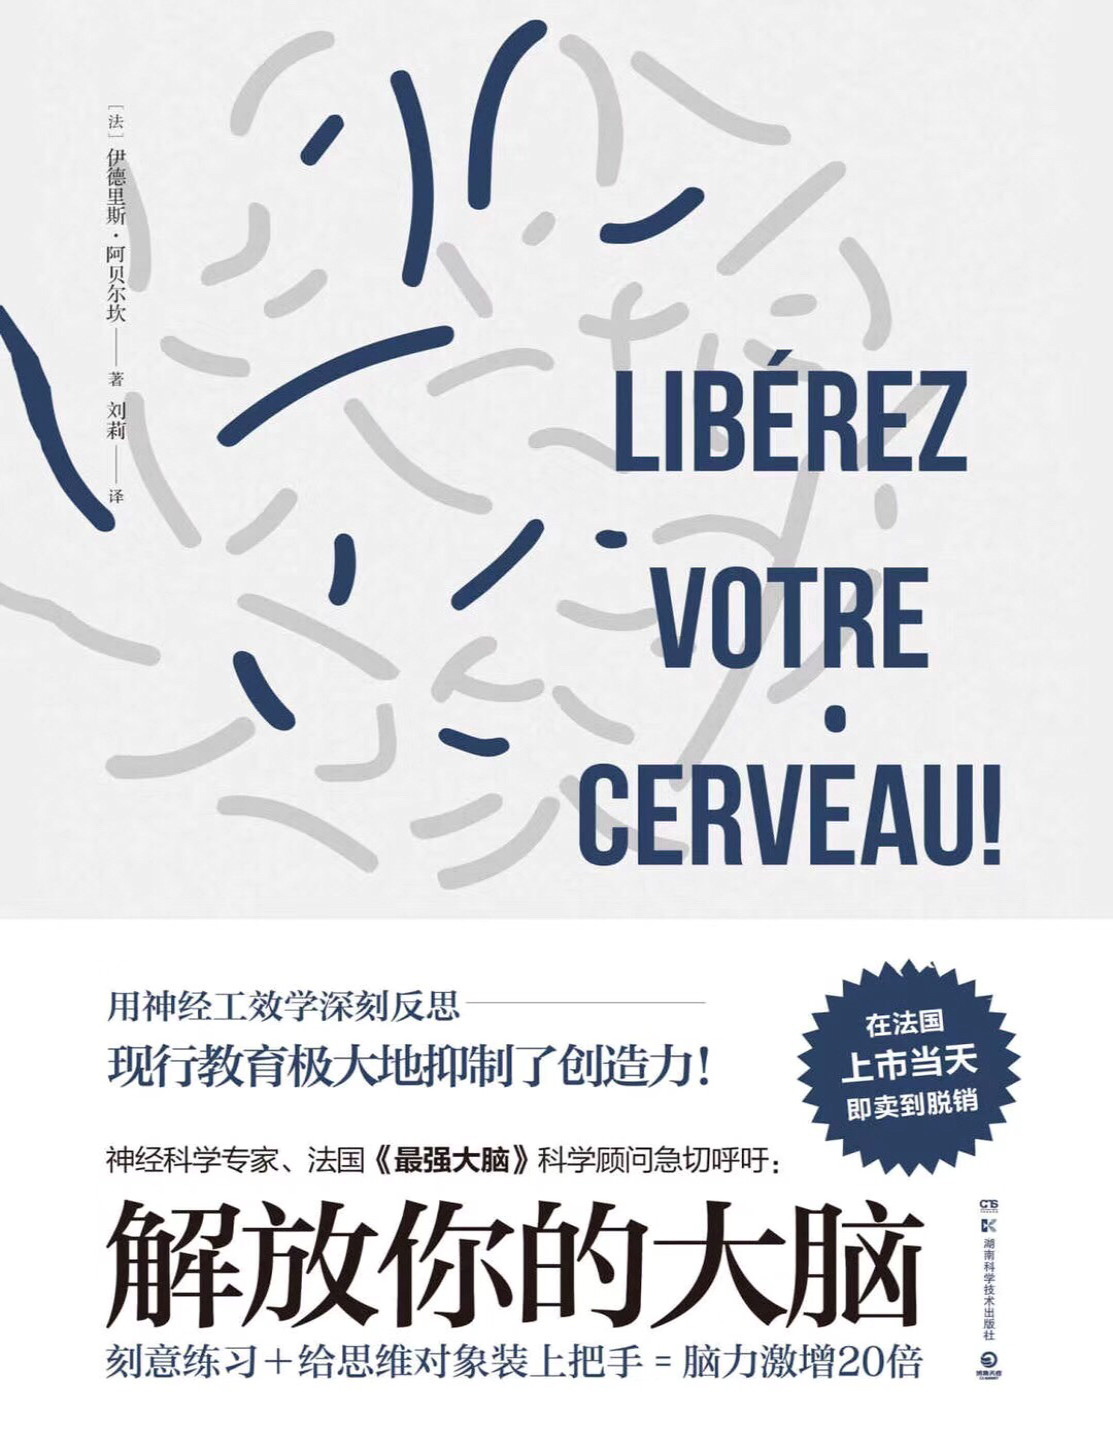 ［法］伊德里斯·阿贝尔坎——著 刘莉——译
LIBÉREZ
VOTRE
CERVEAU!
用神经工效学深刻反思
现行教育极大地抑制了创造力！
在法国
上市当天
即卖到脱销
神经科学专家、法国《最强大脑》科学顾问急切呼吁：
解放你的大脑
刻意练习＋给思维对象装上把手＝脑力激增20倍
湖南科学技术出版社
博集天卷